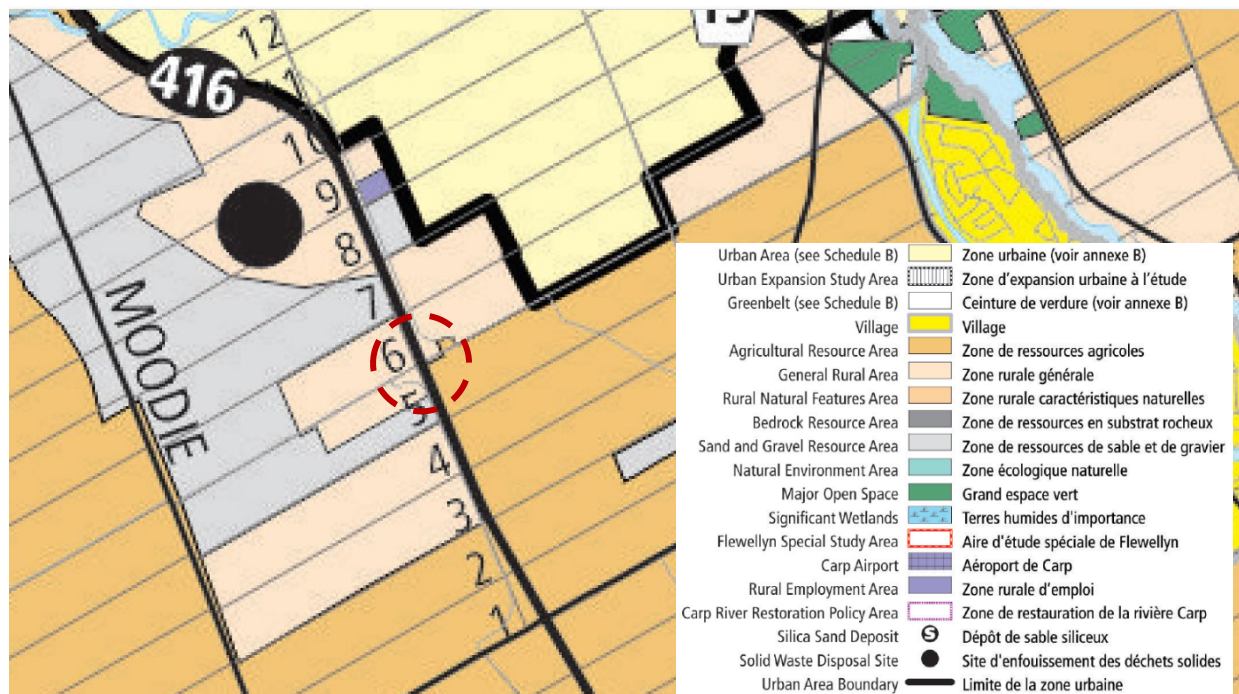 12
11
416
10
9
8
7
MOODIE
6
5
4
3
2
1
Urban Area (see Schedule B) Zone urbaine (voir annexe B)
Urban Expansion Study Area Zone d'expansion urbaine à l'étude
Greenbelt (see Schedule B) Ceinture de verdure (voir annexe B)
Village Village
Agricultural Resource Area Zone de ressources agricoles
General Rural Area Zone rurale générale
Rural Natural Features Area Zone rurale caractéristiques naturelles
Bedrock Resource Area Zone de ressources en substrat rocheux
Sand and Gravel Resource Area Zone de ressources de sable et de gravier
Natural Environment Area Zone écologique naturelle
Major Open Space Grand espace vert
Significant Wetlands Terres humides d'importance
Flewellyn Special Study Area Aire d'étude spéciale de Flewellyn
Carp Airport Aéroport de Carp
Rural Employment Area Zone rurale d'emploi
Carp River Restoration Policy Area Zone de restauration de la rivière Carp
Silica Sand Deposit S Dépôt de sable siliceux
Solid Waste Disposal Site Site d'enfouissement des déchets solides
Urban Area Boundary Limite de la zone urbaine